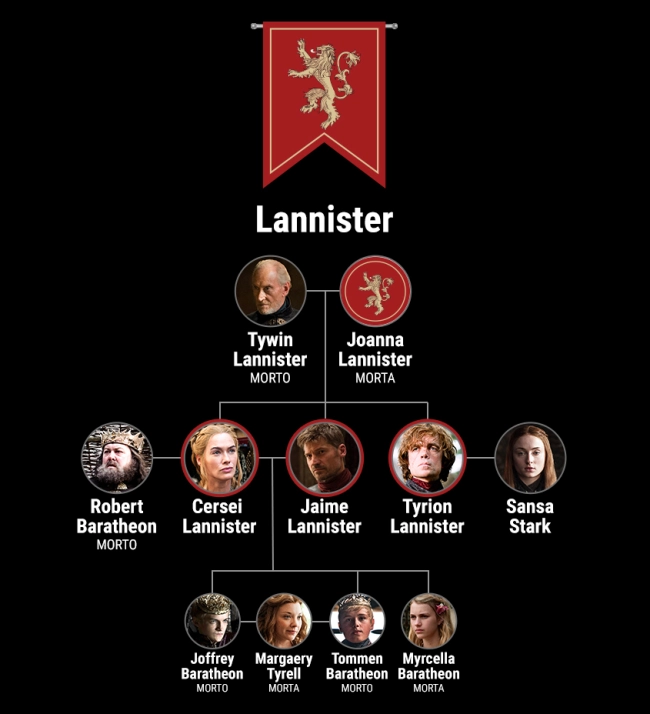 Lannister
Tywin
Lannister
MORTO
Joanna
Lannister
MORTA
Robert
Baratheon
MORTO
Cersei
Lannister
Jaime
Lannister
Tyrion
Lannister
Sansa
Stark
Joffrey
Baratheon
MORTO
Margaery
Tyrell
MORTA
Tommen
Baratheon
MORTO
Myrcella
Baratheon
MORTA